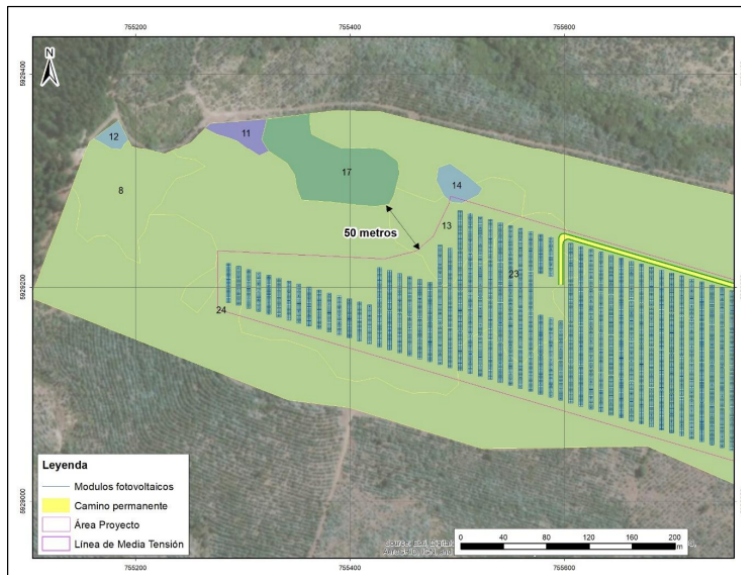 755200 755400 755600
N
5929400
12
11
17
14
8
13
50 metros
23
5929200
24
5929000
Leyenda
Modulos fotovoltaicos
Camino permanente
Área Proyecto
Línea de Media Tensión
0 40 80 120 160 200
m
755200 755400 755600